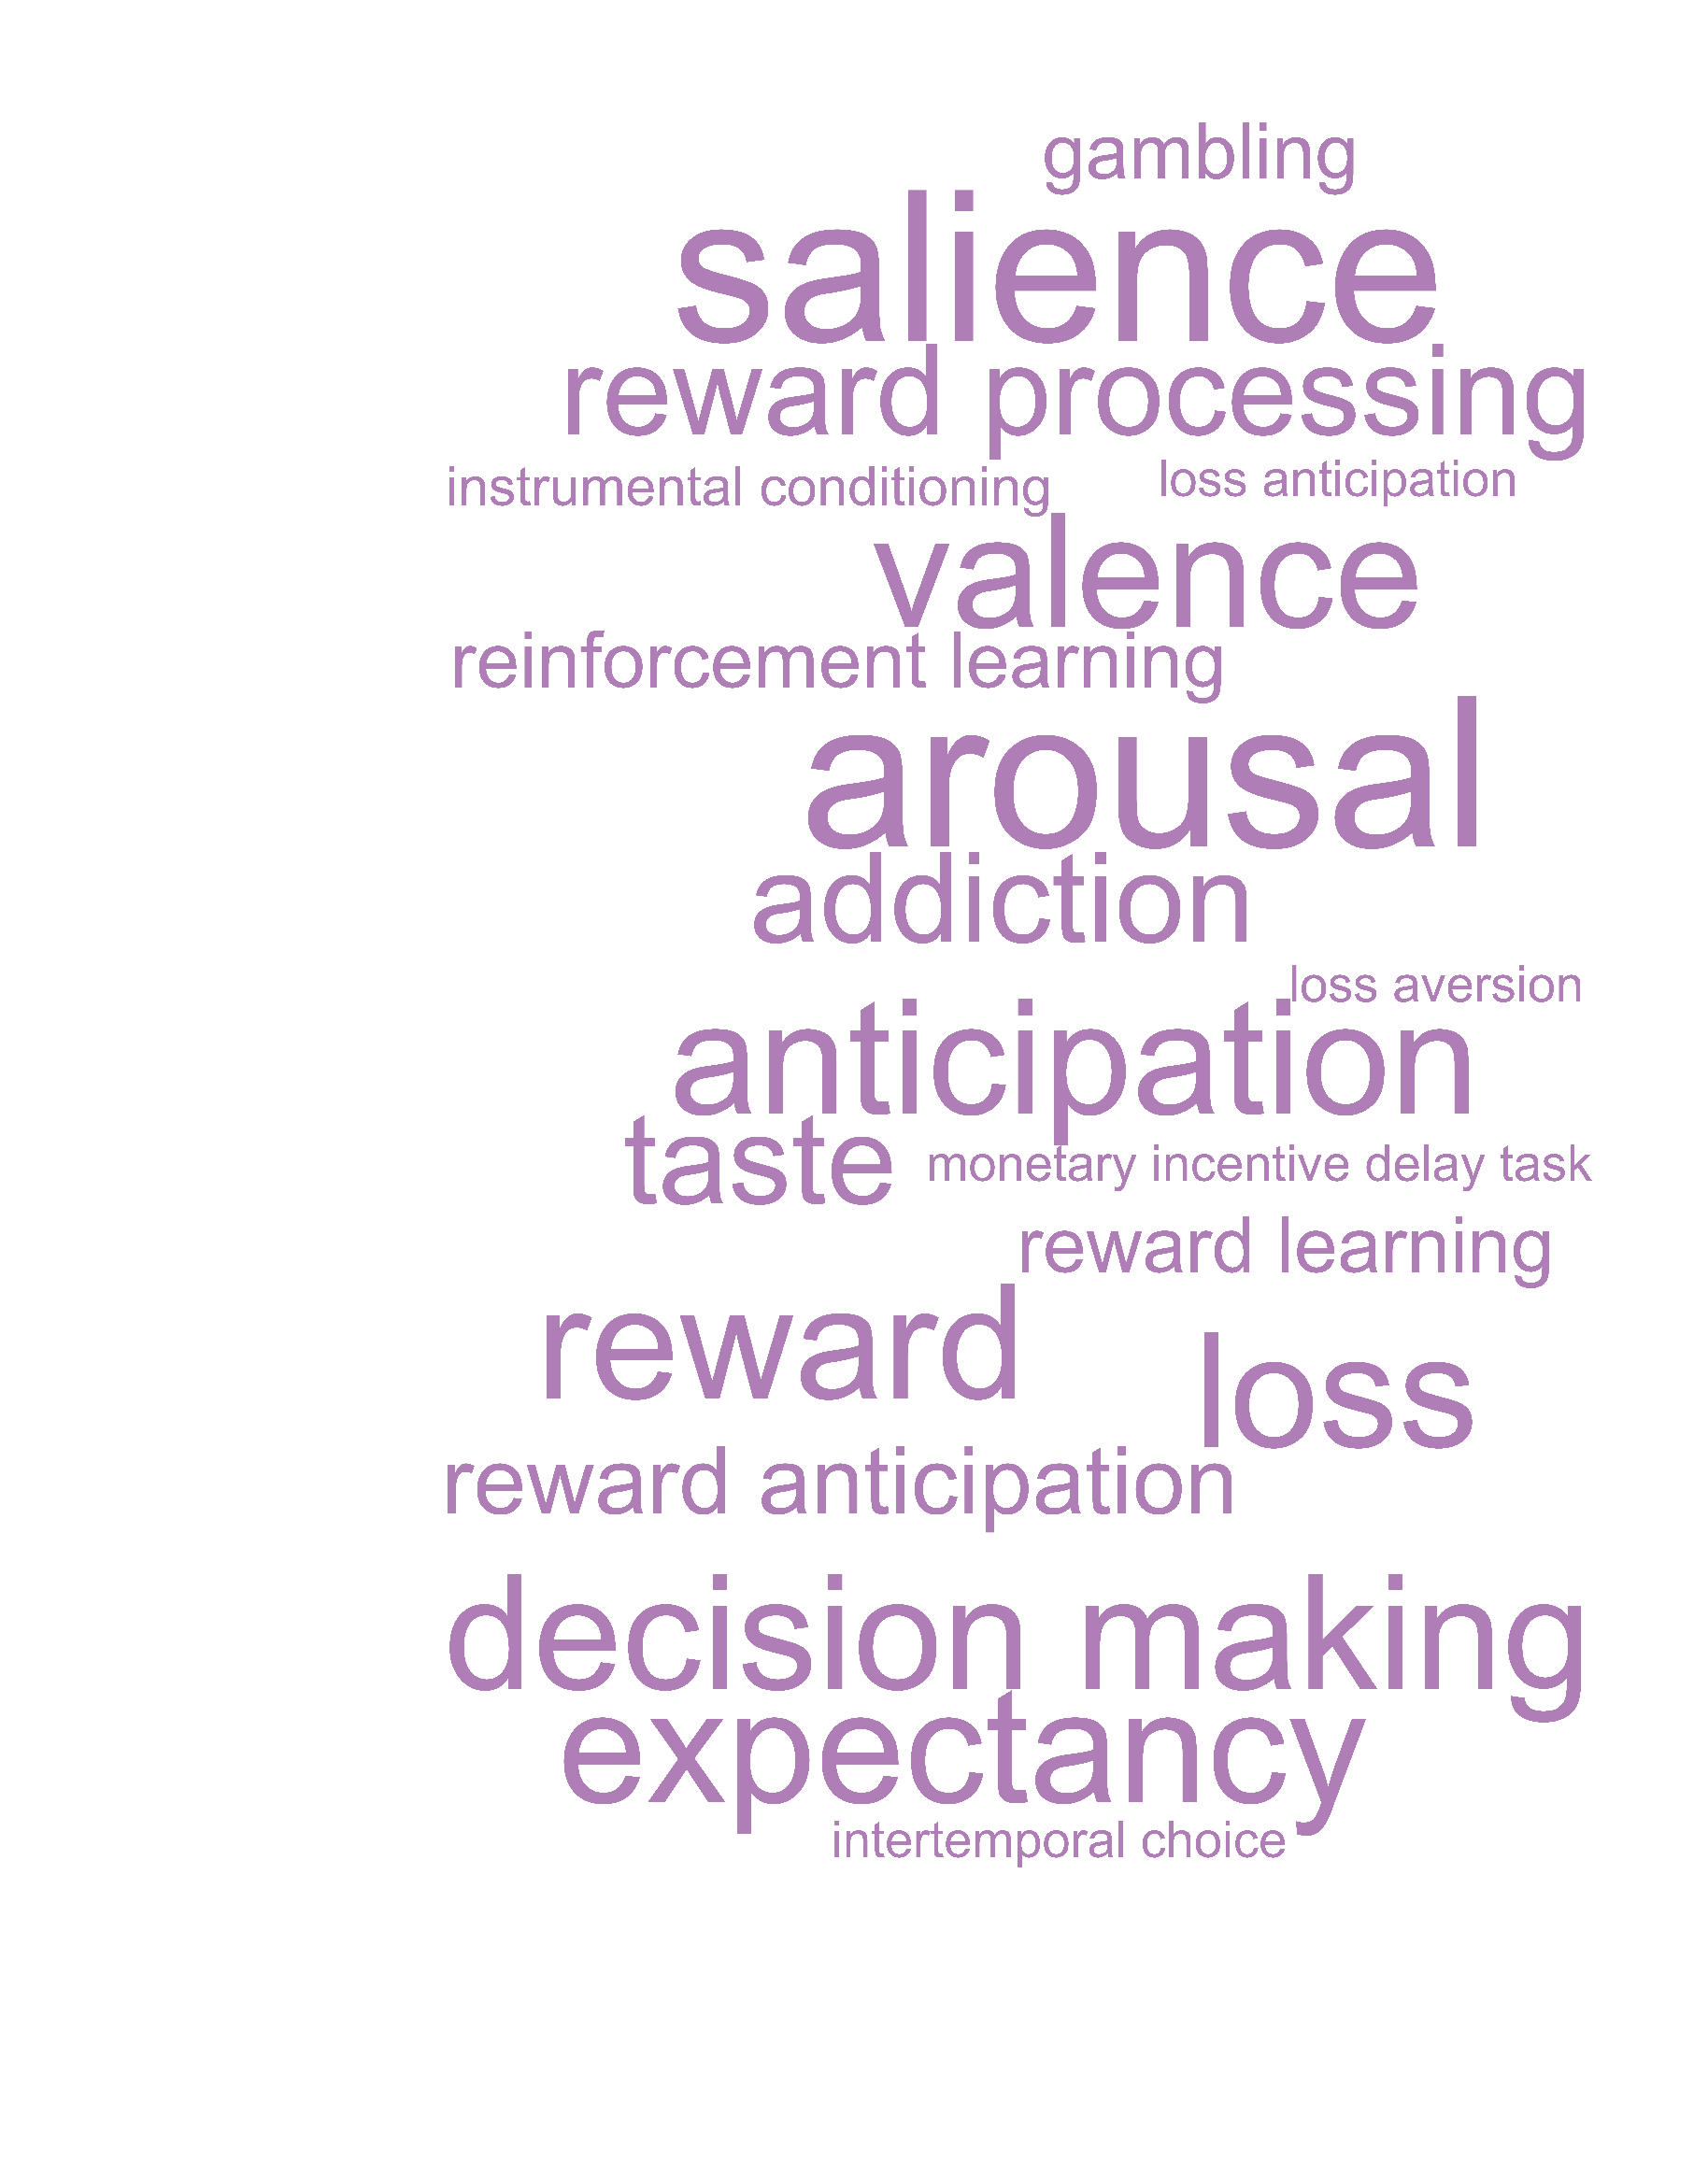 gambling
salience
reward processing
instrumental conditioning
loss anticipation
valence
reinforcement learning
arousal
addiction
loss aversion
anticipation
taste
monetary incentive delay task
reward learning
reward
loss
reward anticipation
decision making
expectancy
intertemporal choice